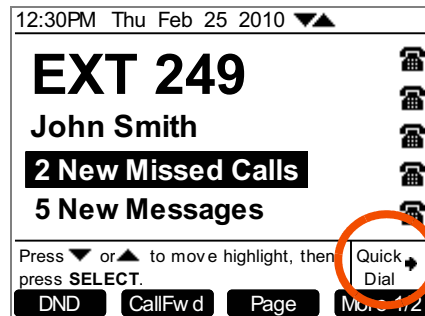 12:30PM Thu Feb 25 2010 ▼▲
EXT 249
John Smith
2 New Missed Calls
5 New Messages
Press ▼ or ▲ to move highlight, then
press SELECT.
Quick
Dial
DND CallFwd Page More 1/2